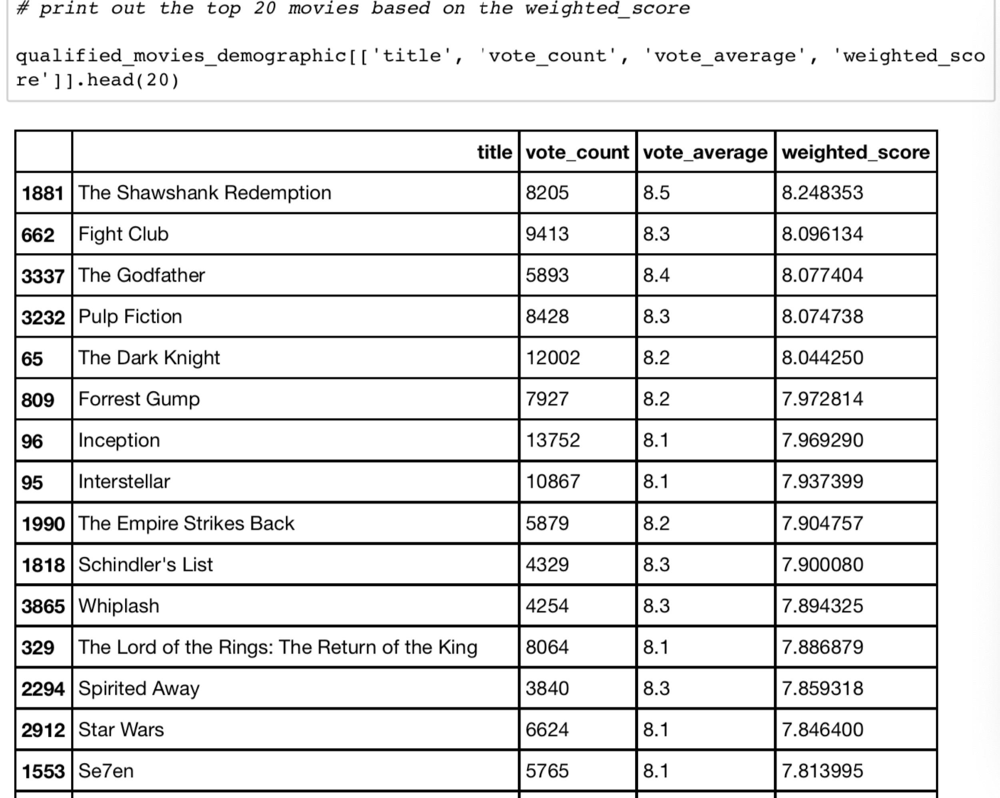 # print out the top 20 movies based on the weighted_score
qualified_movies_demographic[['title', 'vote_count', 'vote_average', 'weighted_sco
re']].head(20)
title vote_count vote_average weighted_score
1881 The Shawshank Redemption 8205 8.5 8.248353
662 Fight Club 9413 8.3 8.096134
3337 The Godfather 5893 8.4 8.077404
3232 Pulp Fiction 8428 8.3 8.074738
65 The Dark Knight 12002 8.2 8.044250
809 Forrest Gump 7927 8.2 7.972814
96 Inception 13752 8.1 7.969290
95 Interstellar 10867 8.1 7.937399
1990 The Empire Strikes Back 5879 8.2 7.904757
1818 Schindler's List 4329 8.3 7.900080
3865 Whiplash 4254 8.3 7.894325
329 The Lord of the Rings: The Return of the King 8064 8.1 7.886879
2294 Spirited Away 3840 8.3 7.859318
2912 Star Wars 6624 8.1 7.846400
1553 Se7en 5765 8.1 7.813995